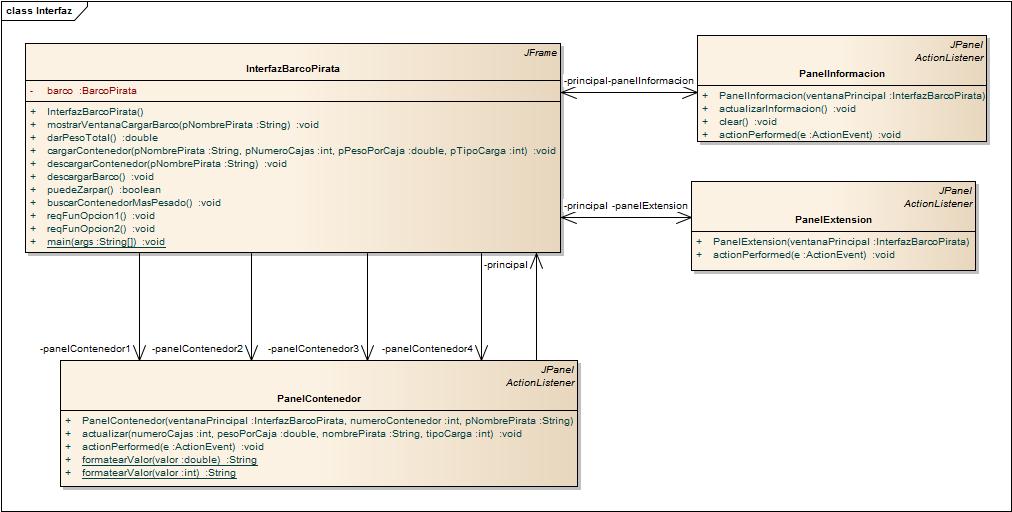 class Interfaz
JFrame
InterfazBarcoPirata
- barco :BarcoPirata
+ InterfazBarcoPirata()
+ mostrarVentanaCargarBarco(pNombrePirata :String) :void
+ darPesoTotal() :double
+ cargarContenedor(pNombrePirata :String, pNumeroCajas :int, pPesoPorCaja :double, pTipoCarga :int) :void
+ descargarContenedor(pNombrePirata :String) :void
+ descargarBarco() :void
+ puedeZarpar() :boolean
+ buscarContenedorMasPesado() :void
+ reqFunOpcion1() :void
+ reqFunOpcion2() :void
+ main(args :String[]) :void
-principal -panelInformacion
JPanel
ActionListener
PanelInformacion
+ PanelInformacion(ventanaPrincipal :InterfazBarcoPirata)
+ actualizarInformacion() :void
+ clear() :void
+ actionPerformed(e :ActionEvent) :void
-principal -panelExtension
JPanel
ActionListener
PanelExtension
+ PanelExtension(ventanaPrincipal :InterfazBarcoPirata)
+ actionPerformed(e :ActionEvent) :void
-principal
-panelContenedor1 -panelContenedor2 -panelContenedor3 -panelContenedor4
JPanel
ActionListener
PanelContenedor
+ PanelContenedor(ventanaPrincipal :InterfazBarcoPirata, numeroContenedor :int, pNombrePirata :String)
+ actualizar(numeroCajas :int, pesoPorCaja :double, nombrePirata :String, tipoCarga :int) :void
+ actionPerformed(e :ActionEvent) :void
+ formatearValor(valor :double) :String
+ formatearValor(valor :int) :String